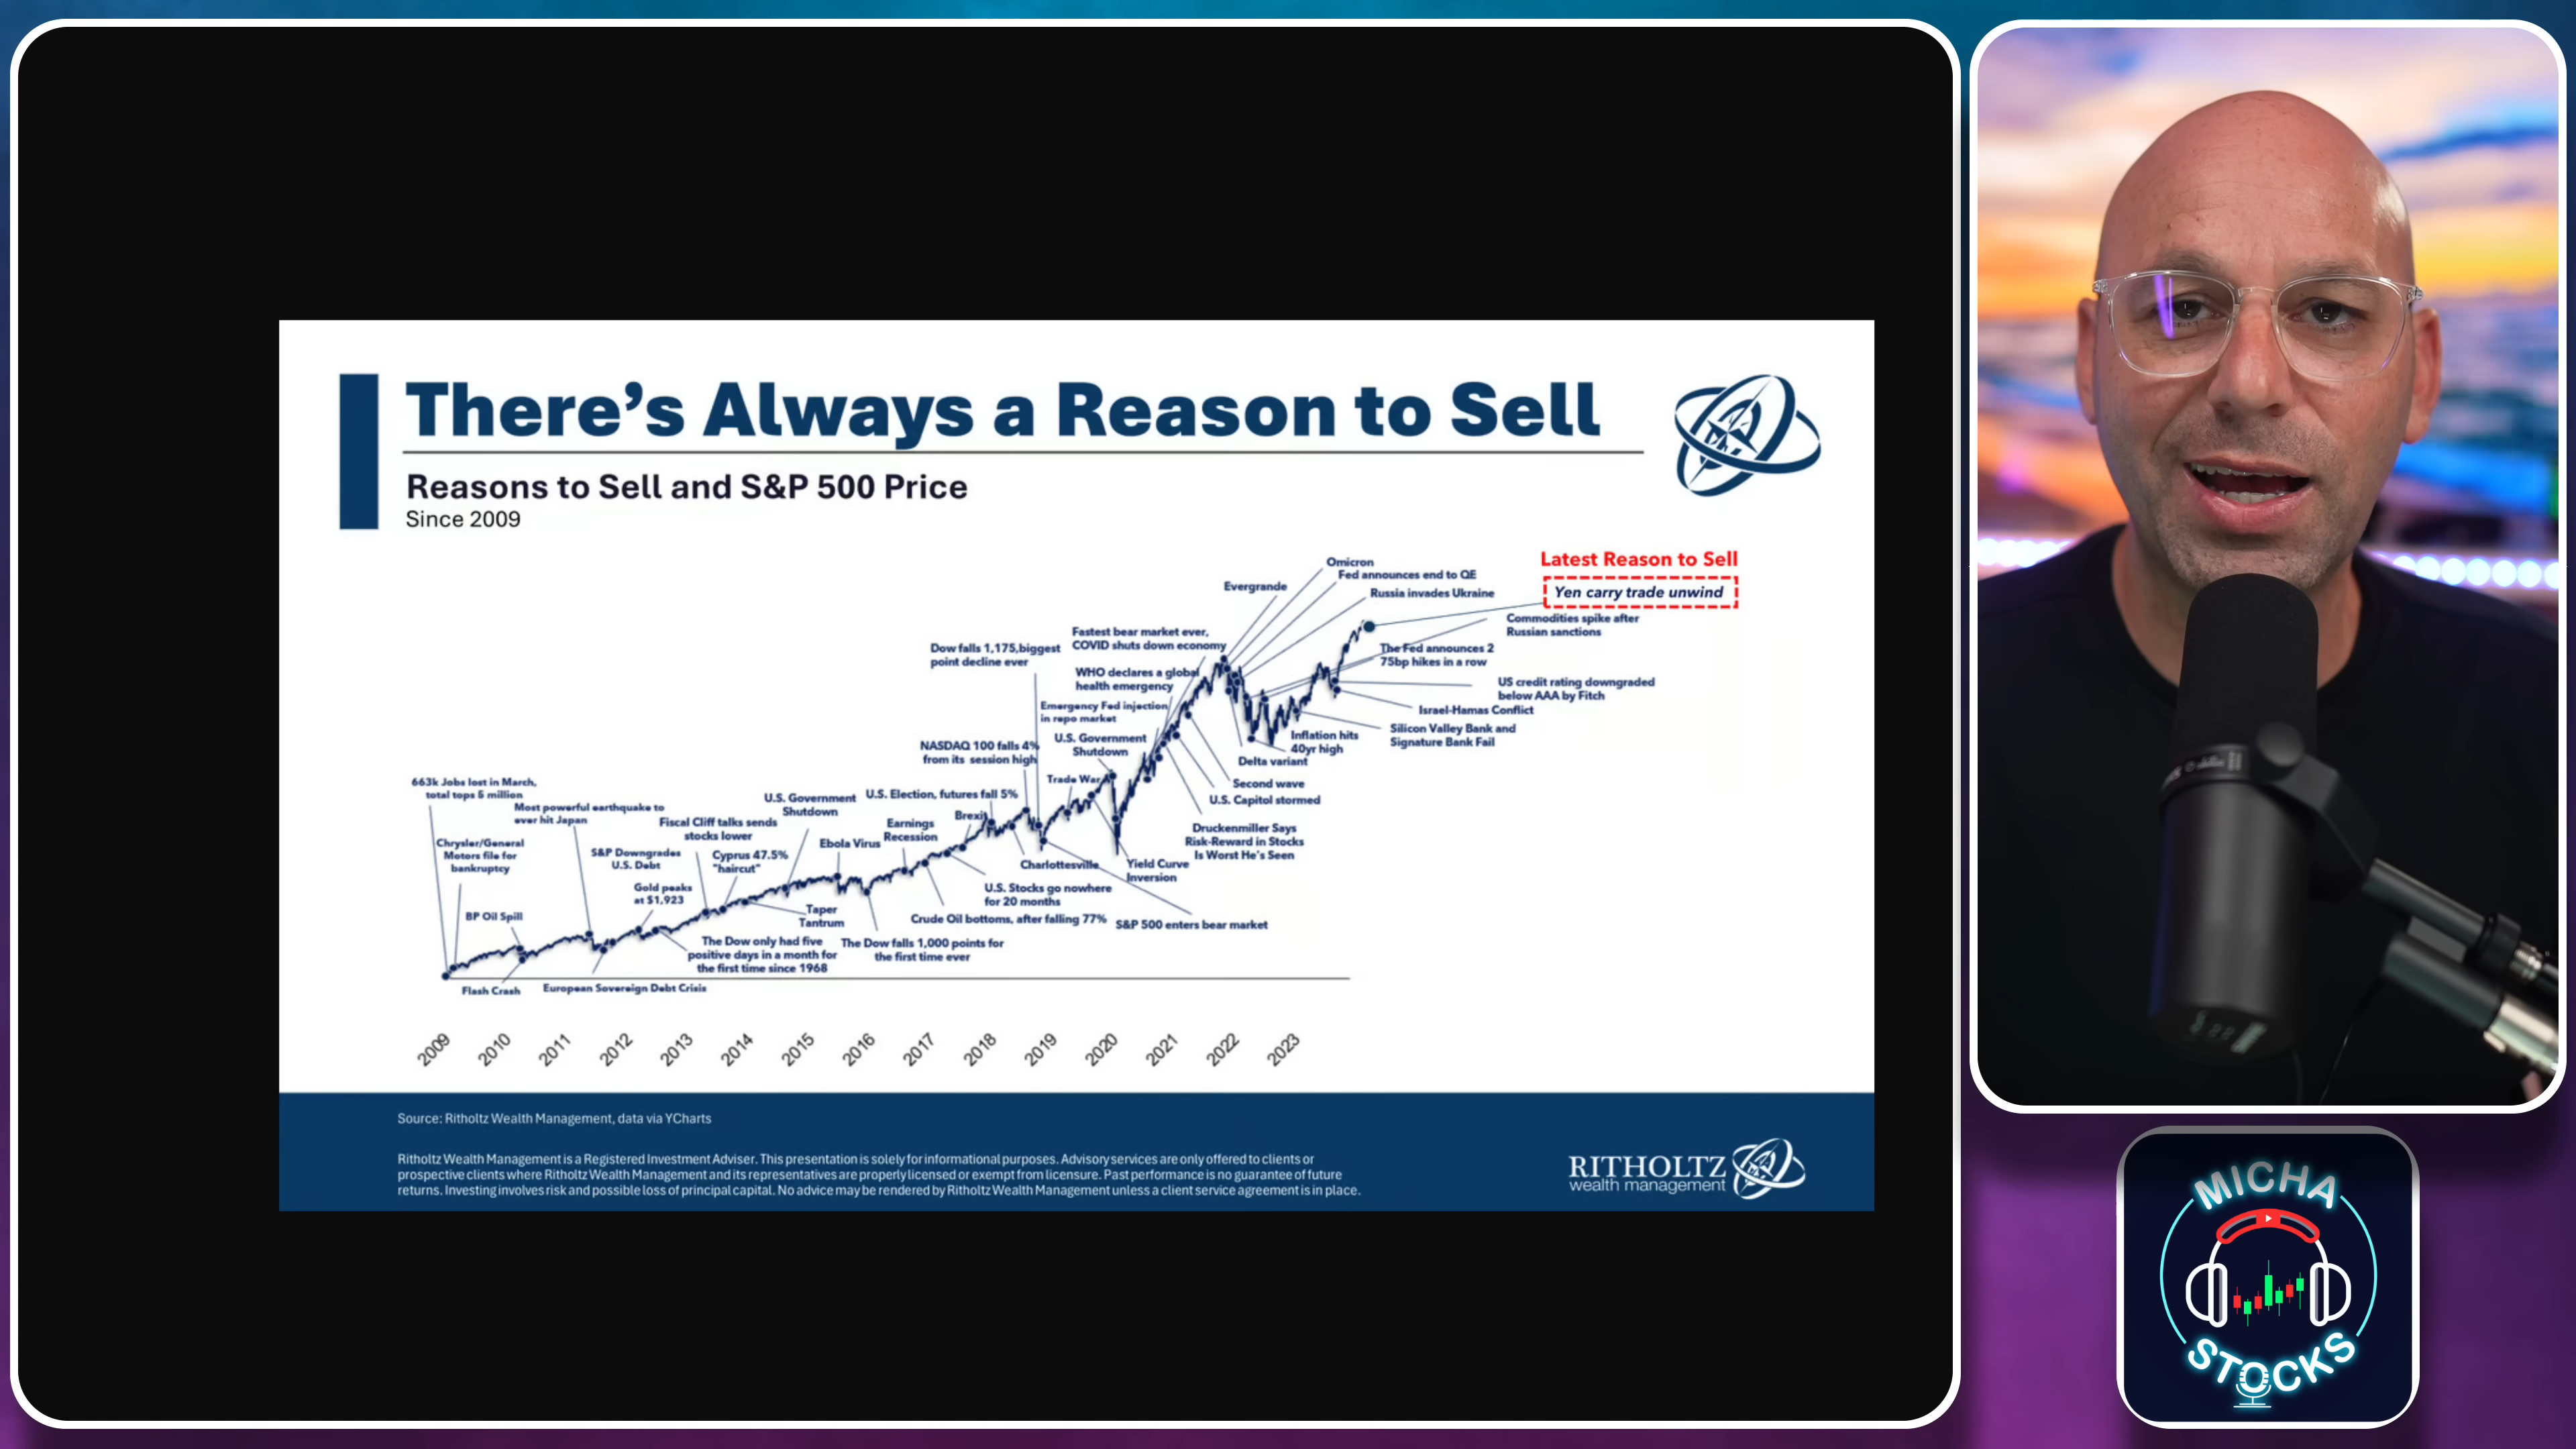 There's Always a Reason to Sell
Reasons to Sell and S&P 500 Price
Since 2009
Latest Reason to Sell
Yen carry trade unwind
Omicron
Fed announces end to QE
Evergrande
Russia invades Ukraine
Commodities spike after
Russian sanctions
Fastest bear market ever,
COVID shuts down economy
Dow falls 1,175,biggest
point decline ever
The Fed announces 2
75bp hikes in a row
WHO declares a global
health emergency
US credit rating downgraded
below AAA by Fitch
Emergency Fed injection
in repo market
Israel-Hamas Conflict
Silicon Valley Bank and
Signature Bank Fail
Inflation hits
40yr high
NASDAQ 100 falls 4%
from its session high
U.S. Government
Shutdown
Delta variant
Trade War
Second wave
U.S. Capitol stormed
663k Jobs lost in March,
total tops 5 million
Most powerful earthquake to
ever hit Japan
U.S. Government
Shutdown
U.S. Election, futures fall 5%
Fiscal Cliff talks sends
stocks lower
Earnings
Recession
Brexit
Druckenmiller Says
Risk-Reward in Stocks
Is Worst He's Seen
Chrysler/General
Motors file for
bankruptcy
S&P Downgrades
U.S. Debt
Cyprus 47.5%
"haircut"
Ebola Virus
Charlottesville
Yield Curve
Inversion
Gold peaks
at $1,923
U.S. Stocks go nowhere
for 20 months
BP Oil Spill
Taper
Tantrum
Crude Oil bottoms, after falling 77%
S&P 500 enters bear market
The Dow only had five
positive days in a month for
the first time since 1968
The Dow falls 1,000 points for
the first time ever
Flash Crash
European Sovereign Debt Crisis
2009 2010 2011 2012 2013 2014 2015 2016 2017 2018 2019 2020 2021 2022 2023
Source: Ritholtz Wealth Management, data via YCharts
Ritholtz Wealth Management is a Registered Investment Adviser. This presentation is solely for informational purposes. Advisory services are only offered to clients or
prospective clients where Ritholtz Wealth Management and its representatives are properly licensed or exempt from licensure. Past performance is no guarantee of future
returns. Investing involves risk and possible loss of principal capital. No advice may be rendered by Ritholtz Wealth Management unless a client service agreement is in place.
RITHOLTZ
wealth management
MICHA
STOCKS